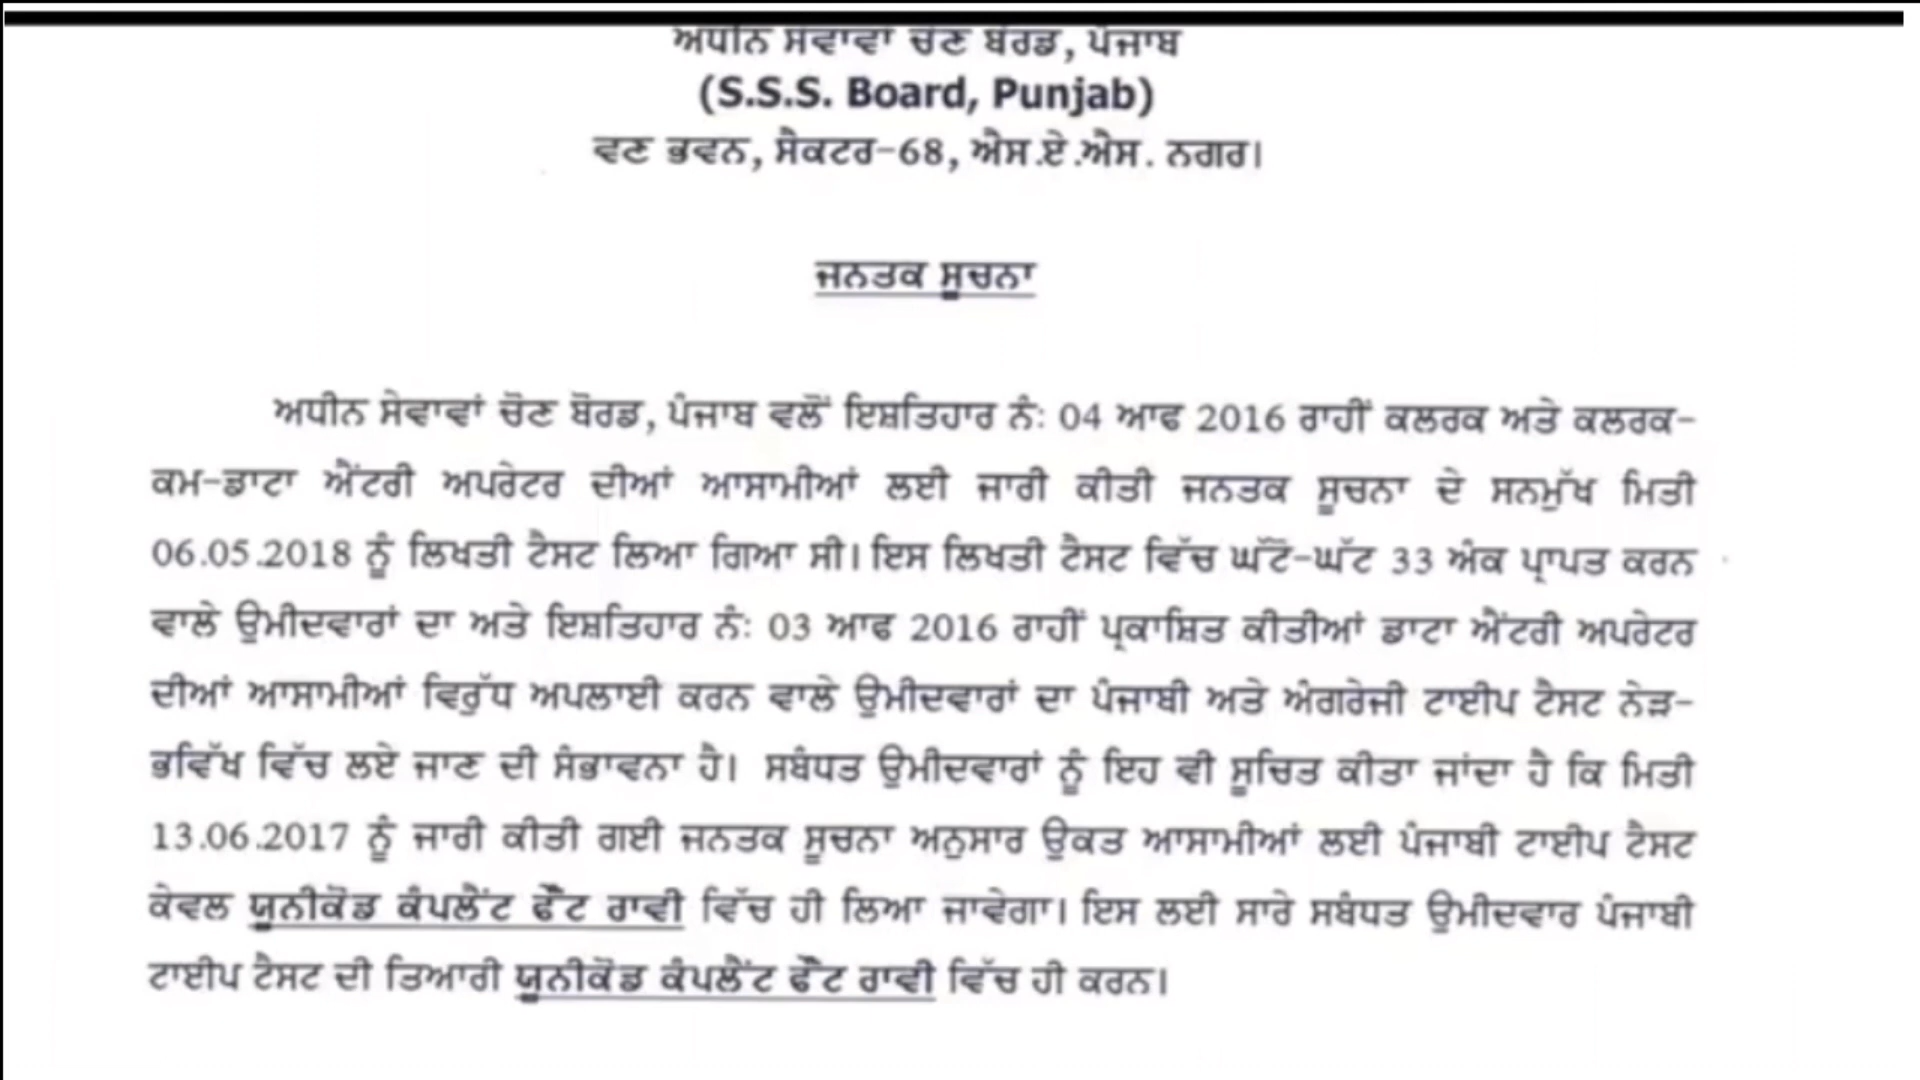 ਅਧੀਨ ਸੇਵਾਵਾਂ ਚੋਣ ਬੋਰਡ, ਪੰਜਾਬ
(S.S.S. Board, Punjab)
ਵਣ ਭਵਨ, ਸੈਕਟਰ-68, ਐਸ.ਏ.ਐਸ. ਨਗਰ।
ਜਨਤਕ ਸੂਚਨਾ
ਅਧੀਨ ਸੇਵਾਵਾਂ ਚੋਣ ਬੋਰਡ, ਪੰਜਾਬ ਵਲੋਂ ਇਸ਼ਤਿਹਾਰ ਨੰ: 04 ਆਫ 2016 ਰਾਹੀਂ ਕਲਰਕ ਅਤੇ ਕਲਰਕ-
ਕਮ-ਡਾਟਾ ਐਂਟਰੀ ਅਪਰੇਟਰ ਦੀਆਂ ਆਸਾਮੀਆਂ ਲਈ ਜਾਰੀ ਕੀਤੀ ਜਨਤਕ ਸੂਚਨਾ ਦੇ ਸਨਮੁੱਖ ਮਿਤੀ
06.05.2018 ਨੂੰ ਲਿਖਤੀ ਟੈਸਟ ਲਿਆ ਗਿਆ ਸੀ। ਇਸ ਲਿਖਤੀ ਟੈਸਟ ਵਿੱਚ ਘੱਟੋ-ਘੱਟ 33 ਅੰਕ ਪ੍ਰਾਪਤ ਕਰਨ
ਵਾਲੇ ਉਮੀਦਵਾਰਾਂ ਦਾ ਅਤੇ ਇਸ਼ਤਿਹਾਰ ਨੰ: 03 ਆਫ 2016 ਰਾਹੀਂ ਪ੍ਰਕਾਸ਼ਿਤ ਕੀਤੀਆਂ ਡਾਟਾ ਐਂਟਰੀ ਅਪਰੇਟਰ
ਦੀਆਂ ਆਸਾਮੀਆਂ ਵਿਰੁੱਧ ਅਪਲਾਈ ਕਰਨ ਵਾਲੇ ਉਮੀਦਵਾਰਾਂ ਦਾ ਪੰਜਾਬੀ ਅਤੇ ਅੰਗਰੇਜੀ ਟਾਈਪ ਟੈਸਟ ਨੇੜ-
ਭਵਿੱਖ ਵਿੱਚ ਲਏ ਜਾਣ ਦੀ ਸੰਭਾਵਨਾ ਹੈ। ਸਬੰਧਤ ਉਮੀਦਵਾਰਾਂ ਨੂੰ ਇਹ ਵੀ ਸੂਚਿਤ ਕੀਤਾ ਜਾਂਦਾ ਹੈ ਕਿ ਮਿਤੀ
13.06.2017 ਨੂੰ ਜਾਰੀ ਕੀਤੀ ਗਈ ਜਨਤਕ ਸੂਚਨਾ ਅਨੁਸਾਰ ਉਕਤ ਆਸਾਮੀਆਂ ਲਈ ਪੰਜਾਬੀ ਟਾਈਪ ਟੈਸਟ
ਕੇਵਲ ਯੂਨੀਕੋਡ ਕੰਪਲੈਂਟ ਫੌਂਟ ਰਾਵੀ ਵਿੱਚ ਹੀ ਲਿਆ ਜਾਵੇਗਾ। ਇਸ ਲਈ ਸਾਰੇ ਸਬੰਧਤ ਉਮੀਦਵਾਰ ਪੰਜਾਬੀ
ਟਾਈਪ ਟੈਸਟ ਦੀ ਤਿਆਰੀ ਯੂਨੀਕੋਡ ਕੰਪਲੈਂਟ ਫੌਂਟ ਰਾਵੀ ਵਿੱਚ ਹੀ ਕਰਨ।